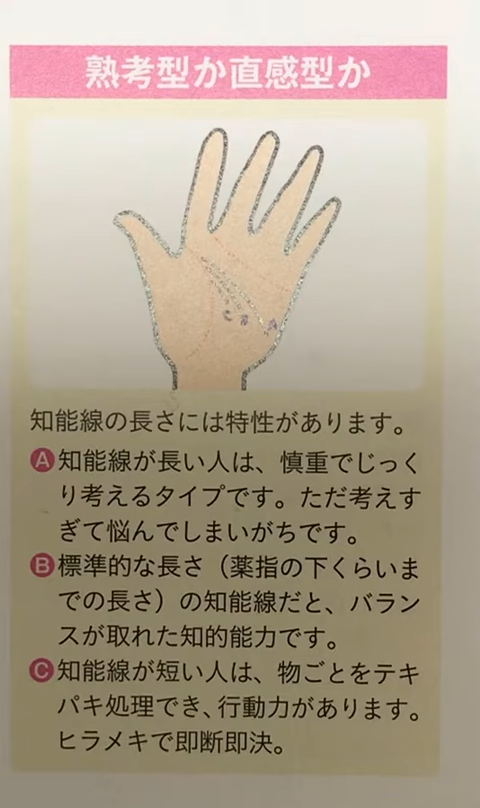 熟考型か直感型か
C B A
知能線の長さには特性があります。
A 知能線が長い人は、慎重でじっく
り考えるタイプです。ただ考えす
ぎて悩んでしまいがちです。
B 標準的な長さ（薬指の下くらいま
での長さ）の知能線だと、バラン
スが取れた知的能力です。
C 知能線が短い人は、物ごとをテキ
パキ処理でき、行動力があります。
ヒラメキで即断即決。